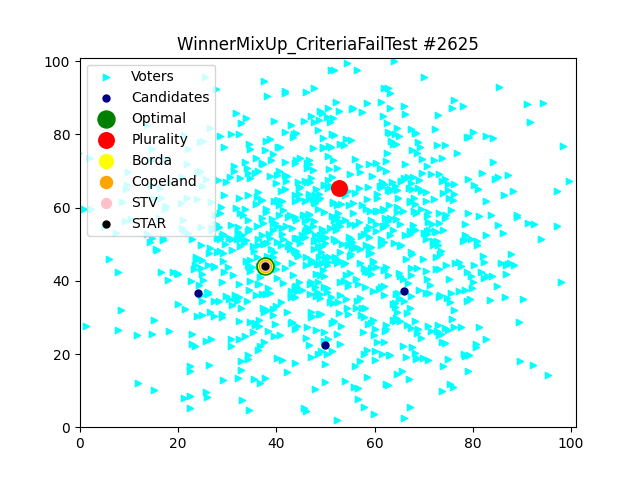 WinnerMixUp_CriteriaFailTest #2625
100
80
60
40
20
0
Voters
Candidates
Optimal
Plurality
Borda
Copeland
STV
STAR
0 20 40 60 80 100